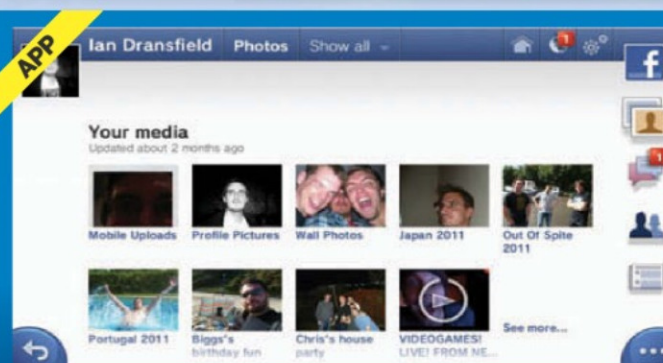 APP
Ian Dransfield Photos Show all
1
f
Your media
Updated about 2 months ago
1
Mobile Uploads Profile Pictures Wall Photos Japan 2011 Out Of Spite
2011
Portugal 2011 Biggs's Chris's house VIDEOGAMES! See more...
birthday fun party LIVE! FROM NE...